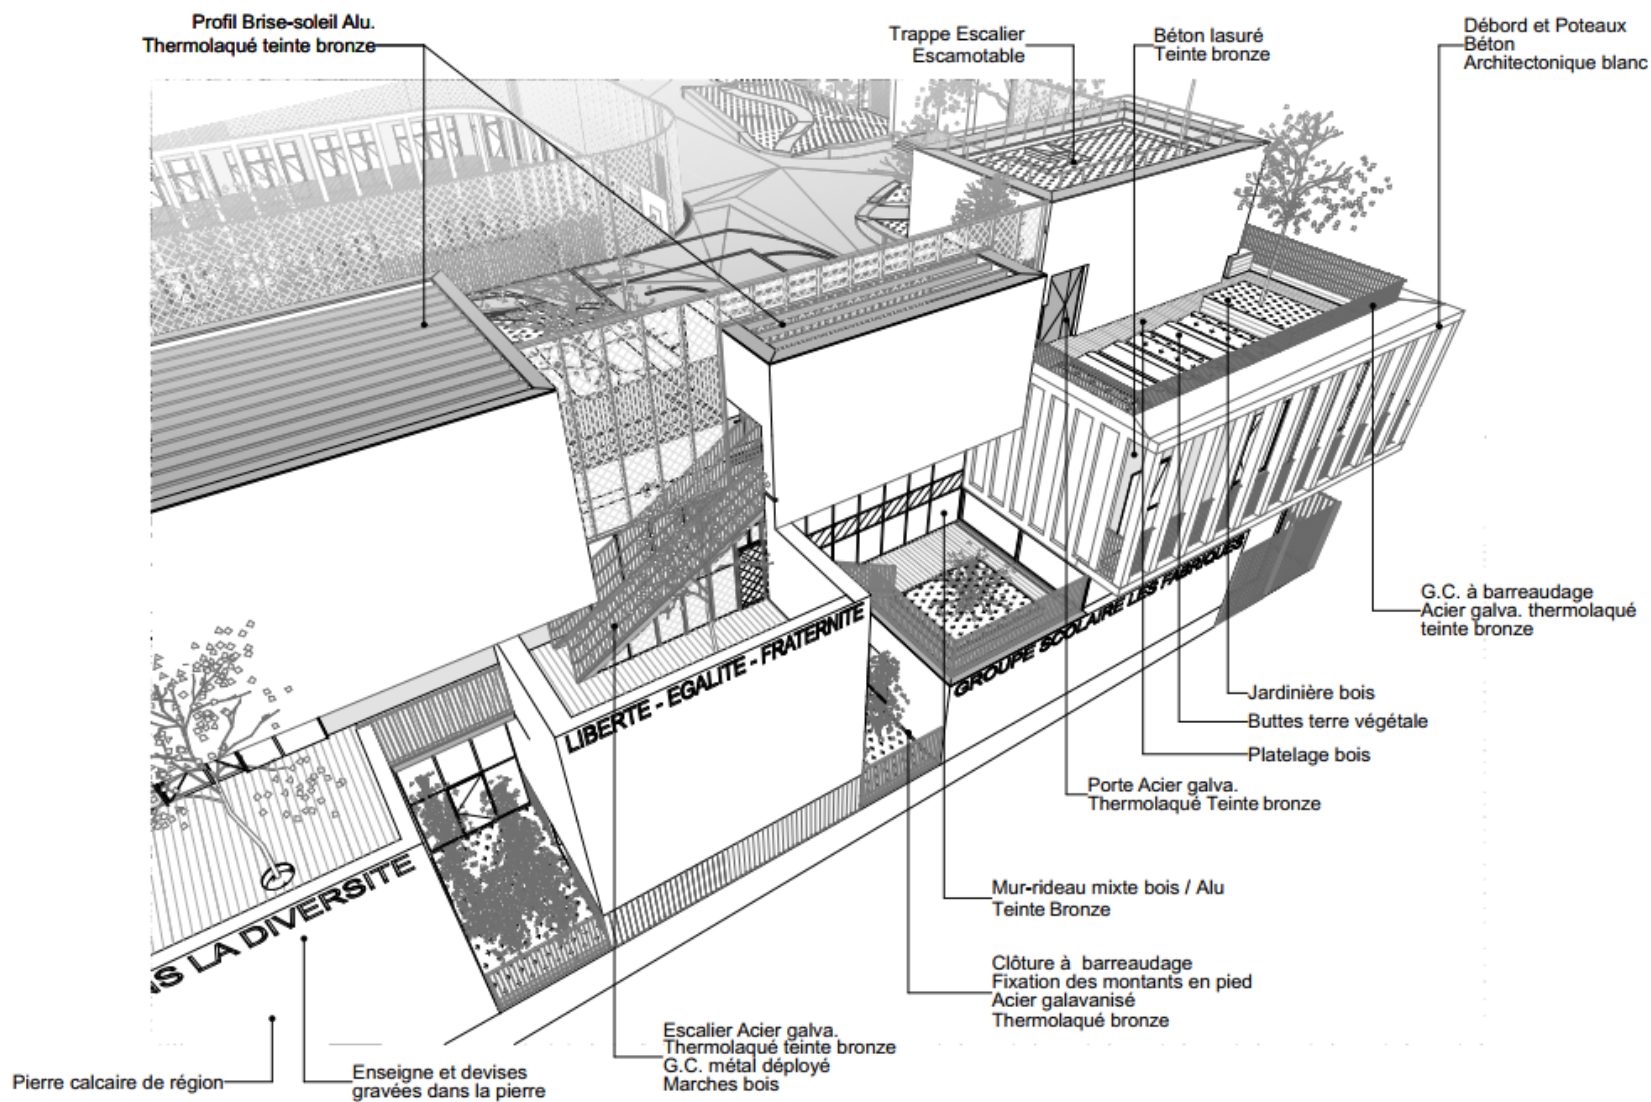 Profil Brise-soleil Alu.
Thermolaqué teinte bronze
Trappe Escalier
Escamotable
Béton lasuré
Teinte bronze
Débord et Poteaux
Béton
Architectonique blanc
G.C. à barreaudage
Acier galva. thermolaqué
teinte bronze
Jardinière bois
Buttes terre végétale
Platelage bois
Porte Acier galva.
Thermolaqué Teinte bronze
Mur-rideau mixte bois / Alu
Teinte Bronze
Clôture à barreaudage
Fixation des montants en pied
Acier galavanisé
Thermolaqué bronze
Escalier Acier galva.
Thermolaqué teinte bronze
G.C. métal déployé
Marches bois
Enseigne et devises
gravées dans la pierre
Pierre calcaire de région
LIBERTE - EGALITE - FRATERNITE
GROUPE SCOLAIRE LES FABRIQUES
LA DIVERSITE